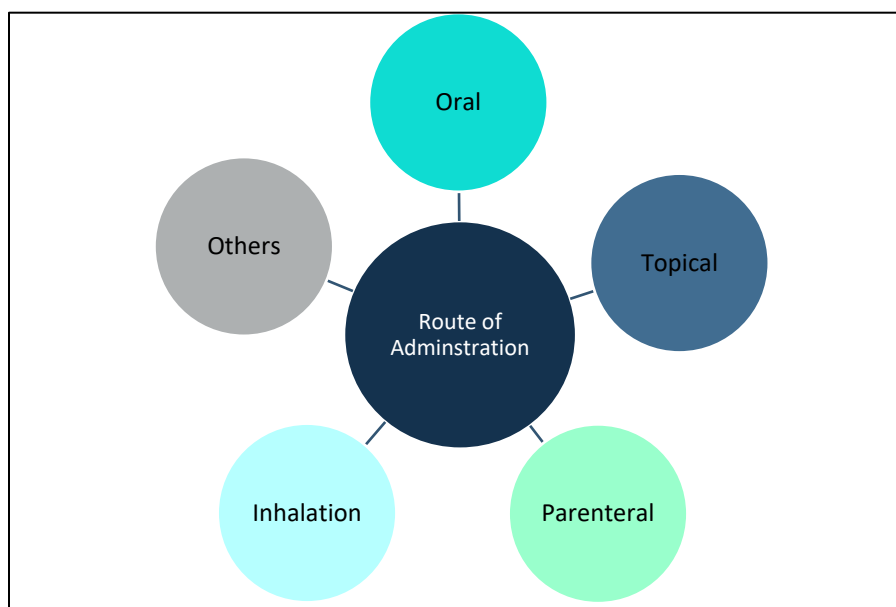 Oral
Topical
Others
Route of
Adminstration
Inhalation
Parenteral